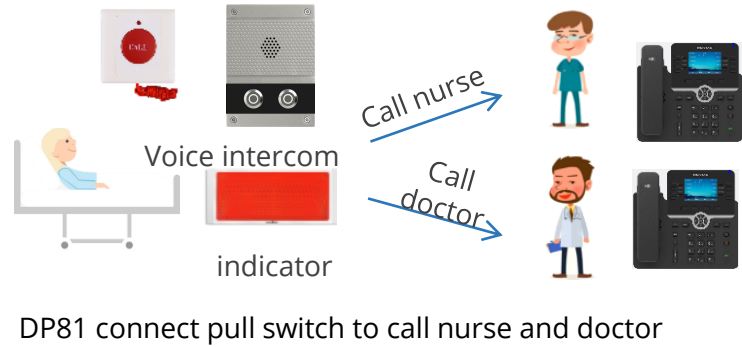 CALL
Call nurse
Voice intercom
Call
doctor
indicator
DP81 connect pull switch to call nurse and doctor